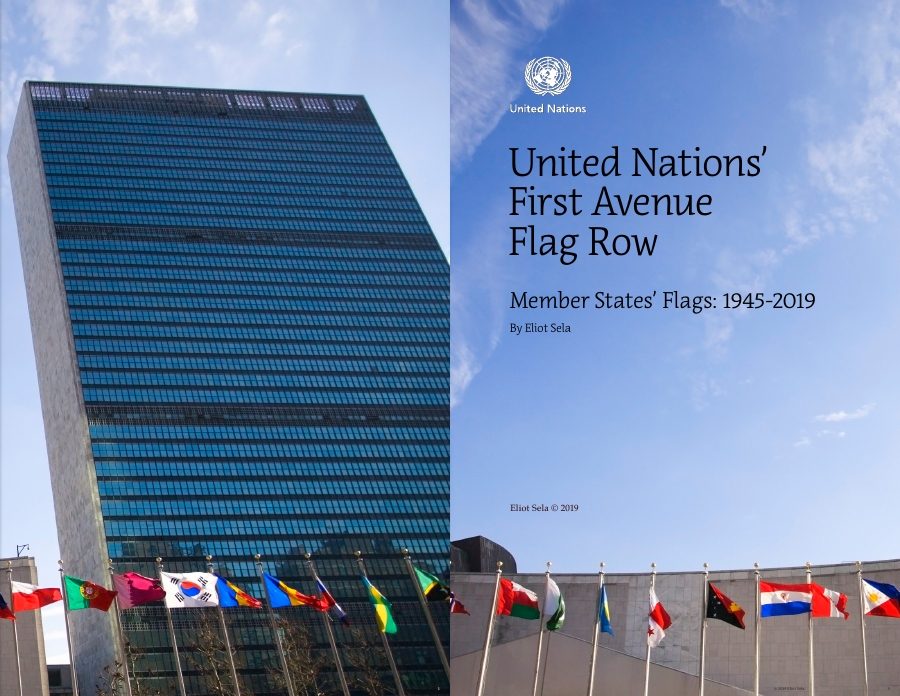 United Nations
United Nations’
First Avenue
Flag Row
Member States’ Flags: 1945-2019
By Eliot Sela
Eliot Sela © 2019